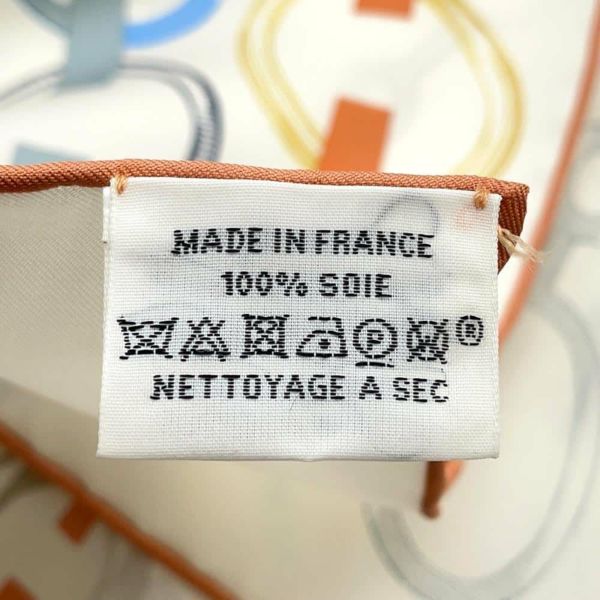 MADE IN FRANCE
100% SOIE
P ®
NETTOYAGE A SEC